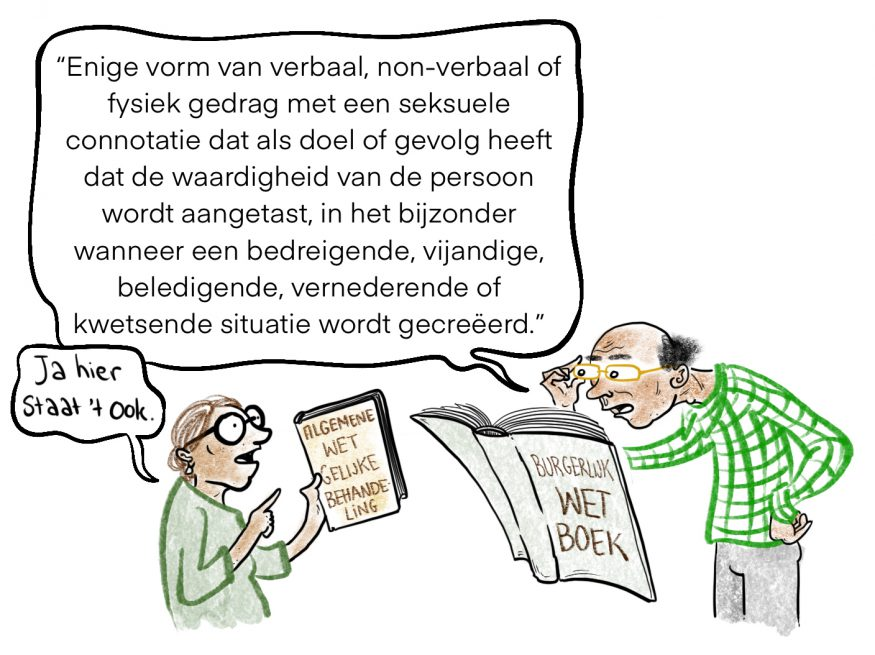 “Enige vorm van verbaal, non-verbaal of
fysiek gedrag met een seksuele
connotatie dat als doel of gevolg heeft
dat de waardigheid van de persoon
wordt aangetast, in het bijzonder
wanneer een bedreigende, vijandige,
beledigende, vernederende of
kwetsende situatie wordt gecreëerd.”
Ja hier
staat 't ook.
ALGEMENE
WET
GELIJKE
BEHANDE-
LING
BURGERLIJK
WET
BOEK